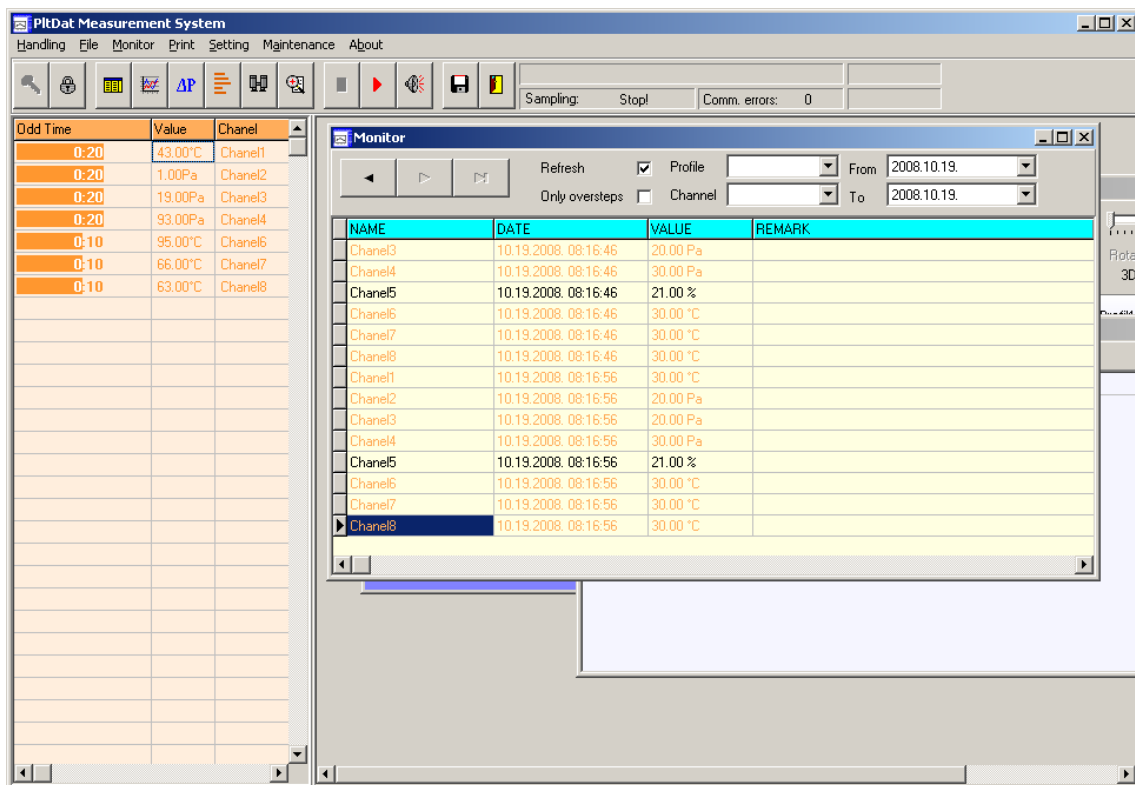 PltDat Measurement System
Handling File Monitor Print Setting Maintenance About
ΔP
Sampling: Stop! Comm. errors: 0
Odd Time Value Chanel
0:20 43.00°C Chanel1
0:20 1.00Pa Chanel2
0:20 19.00Pa Chanel3
0:20 93.00Pa Chanel4
0:10 95.00°C Chanel6
0:10 66.00°C Chanel7
0:10 63.00°C Chanel8
Monitor
Refresh Profile From 2008.10.19.
Only oversteps Channel To 2008.10.19.
NAME DATE VALUE REMARK
Chanel3 10.19.2008. 08:16:46 20.00 Pa
Chanel4 10.19.2008. 08:16:46 30.00 Pa
Chanel5 10.19.2008. 08:16:46 21.00 %
Chanel6 10.19.2008. 08:16:46 30.00 °C
Chanel7 10.19.2008. 08:16:46 30.00 °C
Chanel8 10.19.2008. 08:16:46 30.00 °C
Chanel1 10.19.2008. 08:16:56 30.00 °C
Chanel2 10.19.2008. 08:16:56 20.00 Pa
Chanel3 10.19.2008. 08:16:56 20.00 Pa
Chanel4 10.19.2008. 08:16:56 30.00 Pa
Chanel5 10.19.2008. 08:16:56 21.00 %
Chanel6 10.19.2008. 08:16:56 30.00 °C
Chanel7 10.19.2008. 08:16:56 30.00 °C
Chanel8 10.19.2008. 08:16:56 30.00 °C
Rota
3D